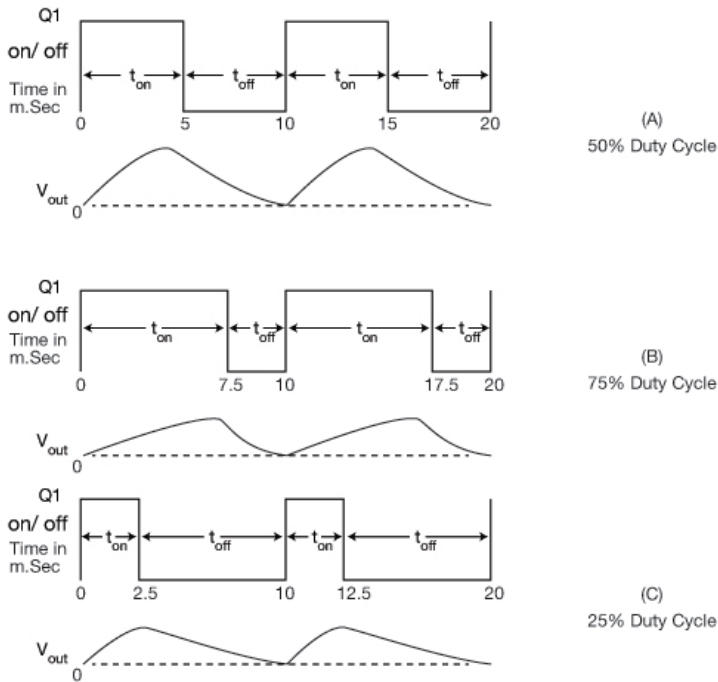 Q1
on/ off
Time in
m.Sec
t on t off t on t off
0 5 10 15 20
(A)
50% Duty Cycle
V out
0
Q1
on/ off
Time in
m.Sec
t on t off t on t off
0 7.5 10 17.5 20
(B)
75% Duty Cycle
V out
0
Q1
on/ off
Time in
m.Sec
t on t off t on t off
0 2.5 10 12.5 20
(C)
25% Duty Cycle
V out
0